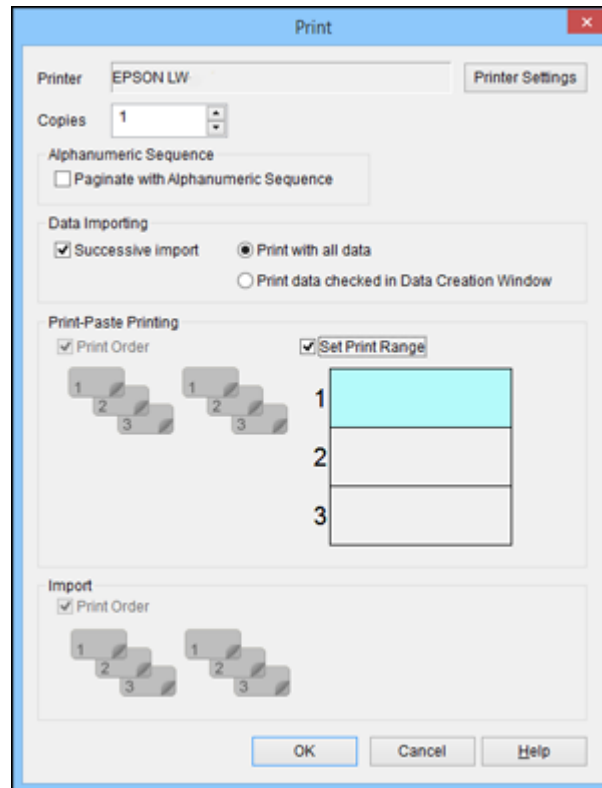 Print
Printer EPSON LW Printer Settings
Copies 1
Alphanumeric Sequence
Paginate with Alphanumeric Sequence
Data Importing
Successive import Print with all data
Print data checked in Data Creation Window
Print-Paste Printing
Print Order Set Print Range
1 1 1
2 2
3 3
2
3
Import
Print Order
1 1
2 2
3 3
OK Cancel Help